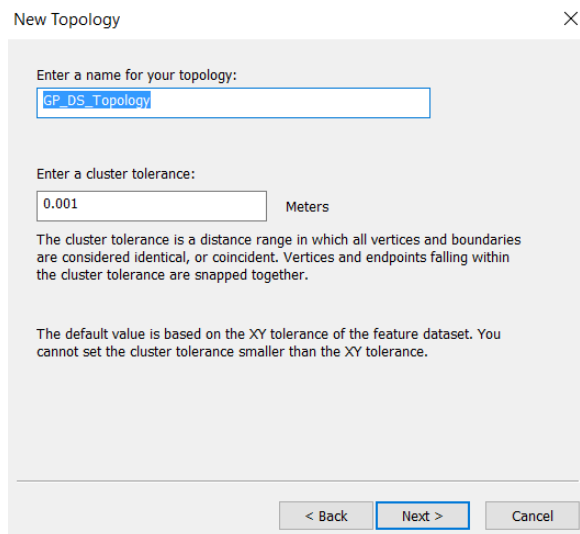 New Topology
Enter a name for your topology:
GP_DS_Topology
Enter a cluster tolerance:
0.001 Meters
The cluster tolerance is a distance range in which all vertices and boundaries
are considered identical, or coincident. Vertices and endpoints falling within
the cluster tolerance are snapped together.
The default value is based on the XY tolerance of the feature dataset. You
cannot set the cluster tolerance smaller than the XY tolerance.
< Back Next > Cancel